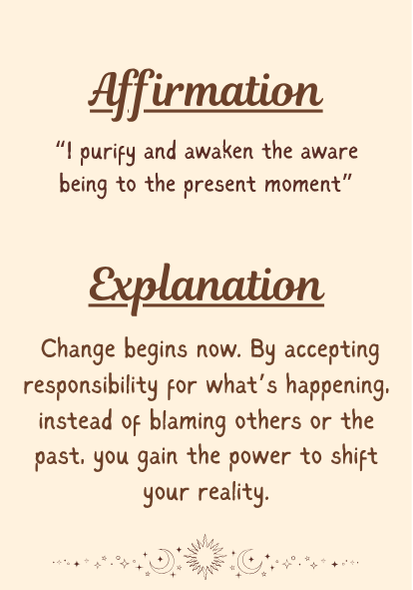 Affirmation
“I purify and awaken the aware
being to the present moment”
Explanation
Change begins now. By accepting
responsibility for what's happening,
instead of blaming others or the
past, you gain the power to shift
your reality.